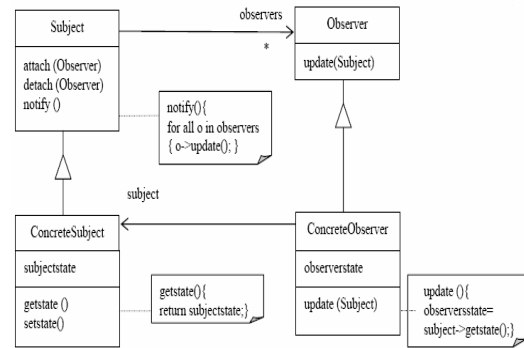 observers
Subject
Observer
*
attach (Observer)
detach (Observer)
notify ()
update(Subject)
notify(){
for all o in observers
{ o->update(); }
subject
ConcreteSubject
ConcreteObserver
subjectstate
observerstate
getstate ()
setstate()
getstate(){
return subjectstate;}
update (Subject)
update (){
observersstate=
subject->getstate();}